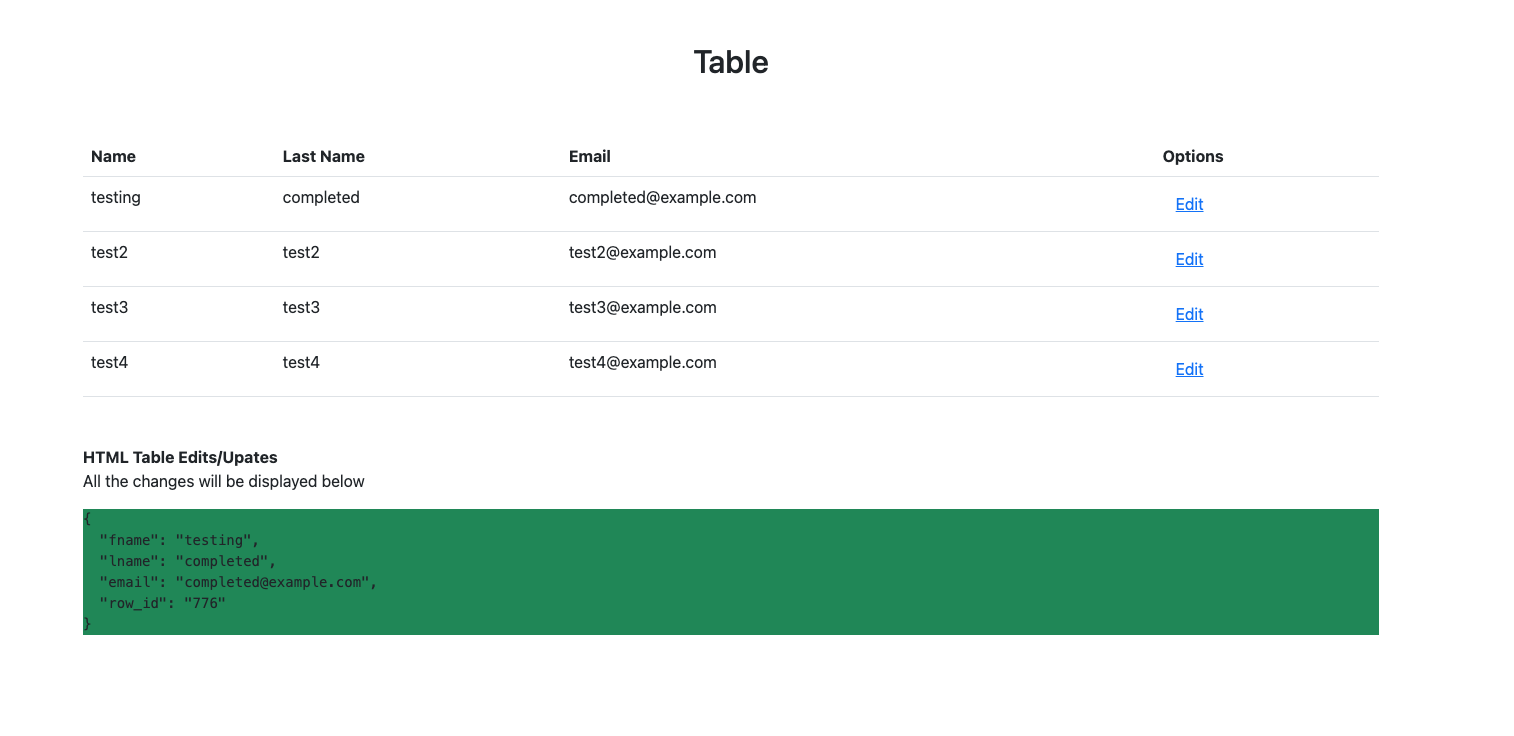 Table
Name Last Name Email Options
testing completed completed@example.com Edit
test2 test2 test2@example.com Edit
test3 test3 test3@example.com Edit
test4 test4 test4@example.com Edit
HTML Table Edits/Upates
All the changes will be displayed below
{
  "fname": "testing",
  "lname": "completed",
  "email": "completed@example.com",
  "row_id": "776"
}